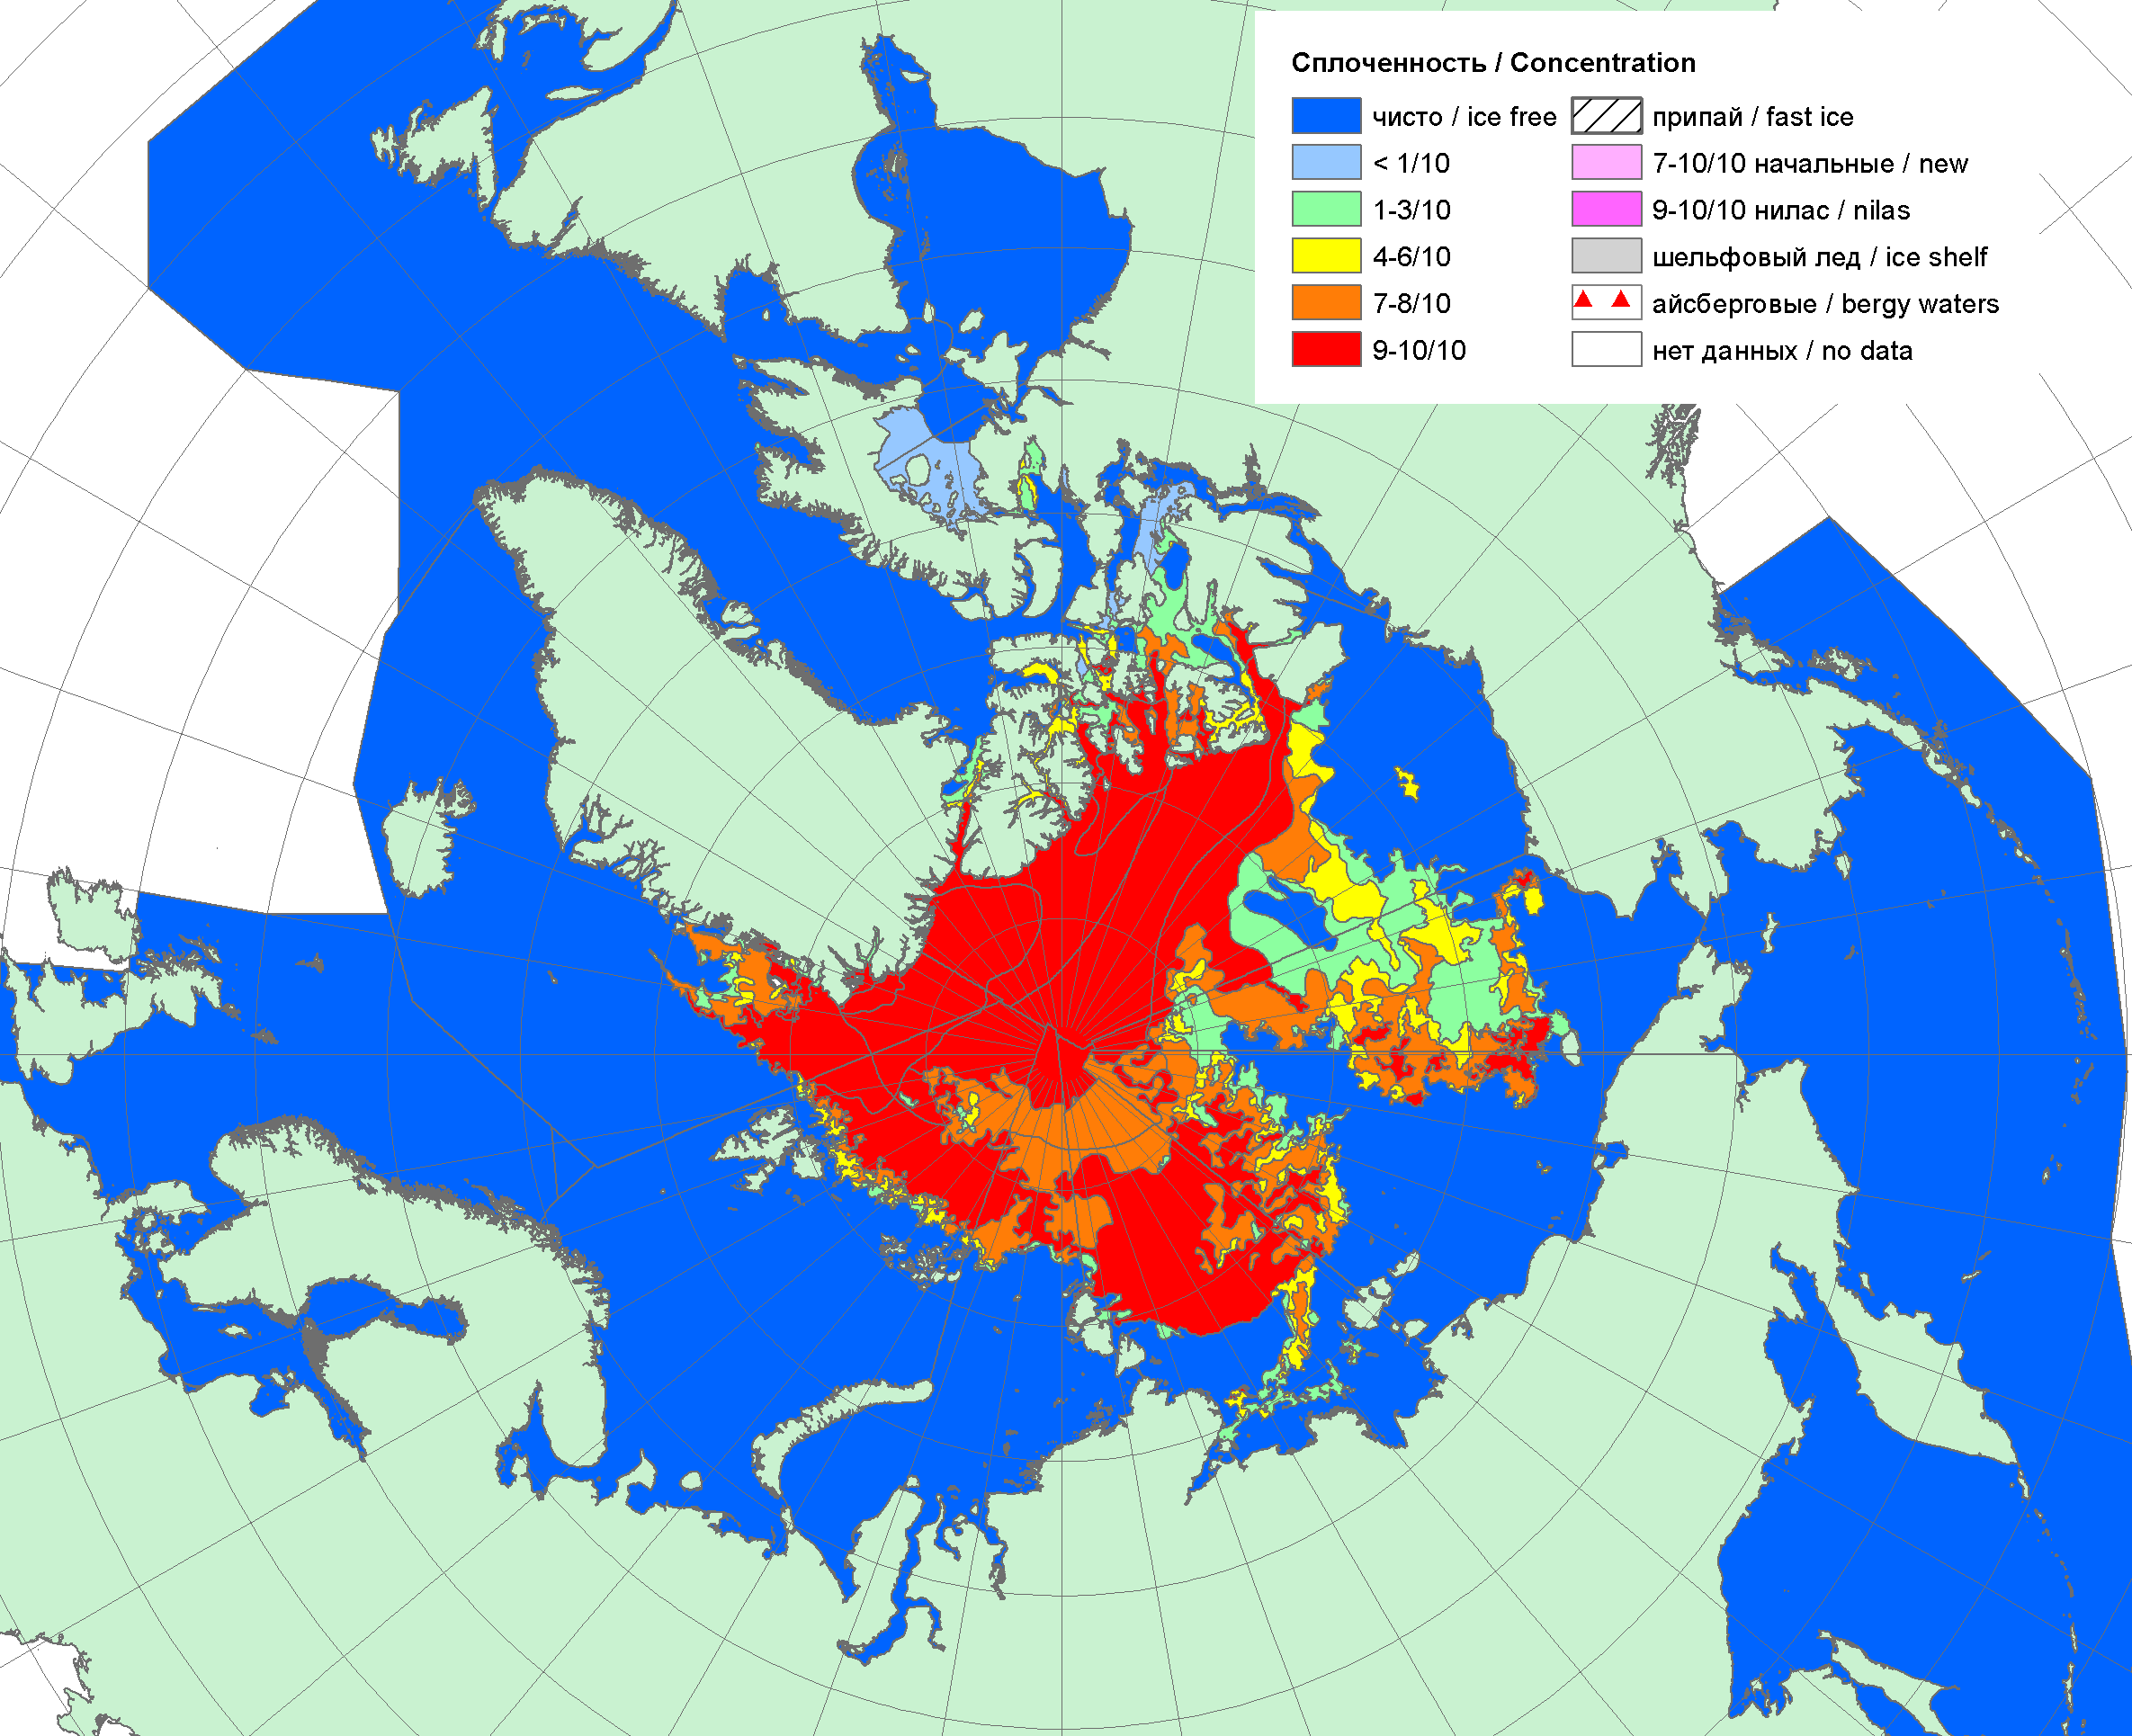 Сплоченность / Concentration
чисто / ice free
< 1/10
1-3/10
4-6/10
7-8/10
9-10/10
припай / fast ice
7-10/10 начальные / new
9-10/10 нилас / nilas
шельфовый лед / ice shelf
айсберговые / bergy waters
нет данных / no data